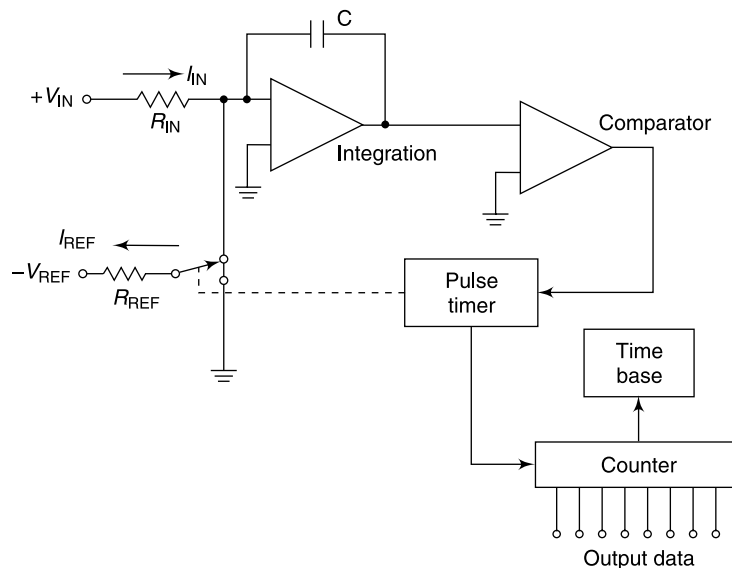 C
I_IN
+V_IN
R_IN
Integration
Comparator
I_REF
−V_REF
R_REF
Pulse
timer
Time
base
Counter
Output data